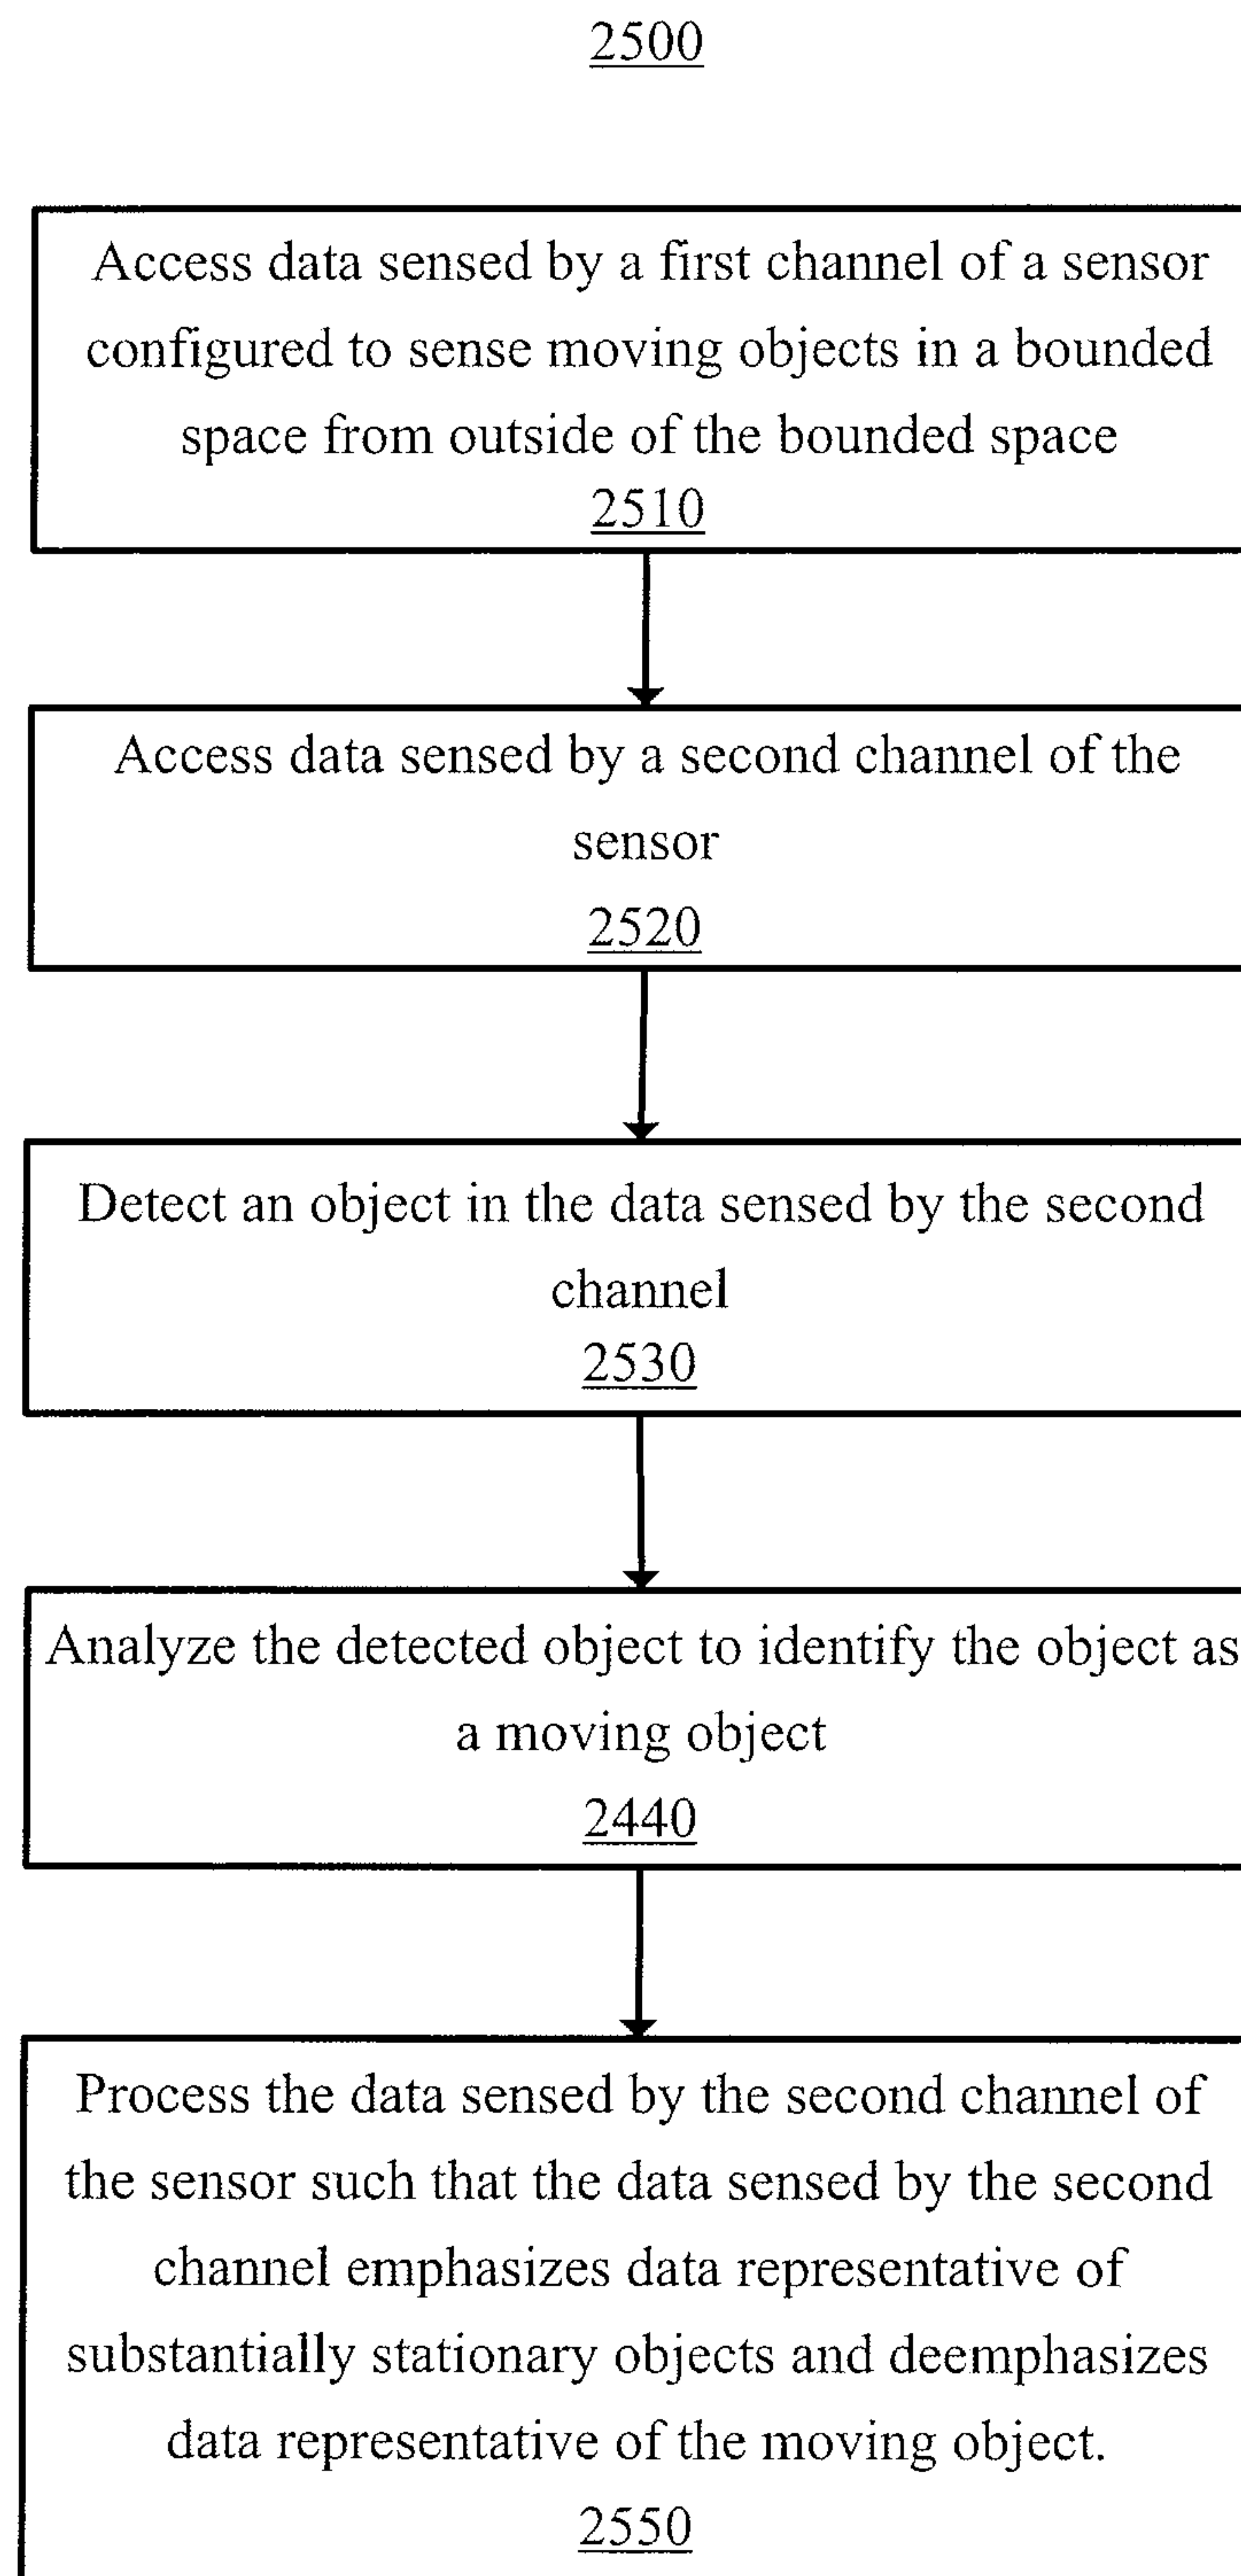 2500
Access data sensed by a first channel of a sensor
configured to sense moving objects in a bounded
space from outside of the bounded space
2510
Access data sensed by a second channel of the
sensor
2520
Detect an object in the data sensed by the second
channel
2530
Analyze the detected object to identify the object as
a moving object
2440
Process the data sensed by the second channel of
the sensor such that the data sensed by the second
channel emphasizes data representative of
substantially stationary objects and deemphasizes
data representative of the moving object.
2550